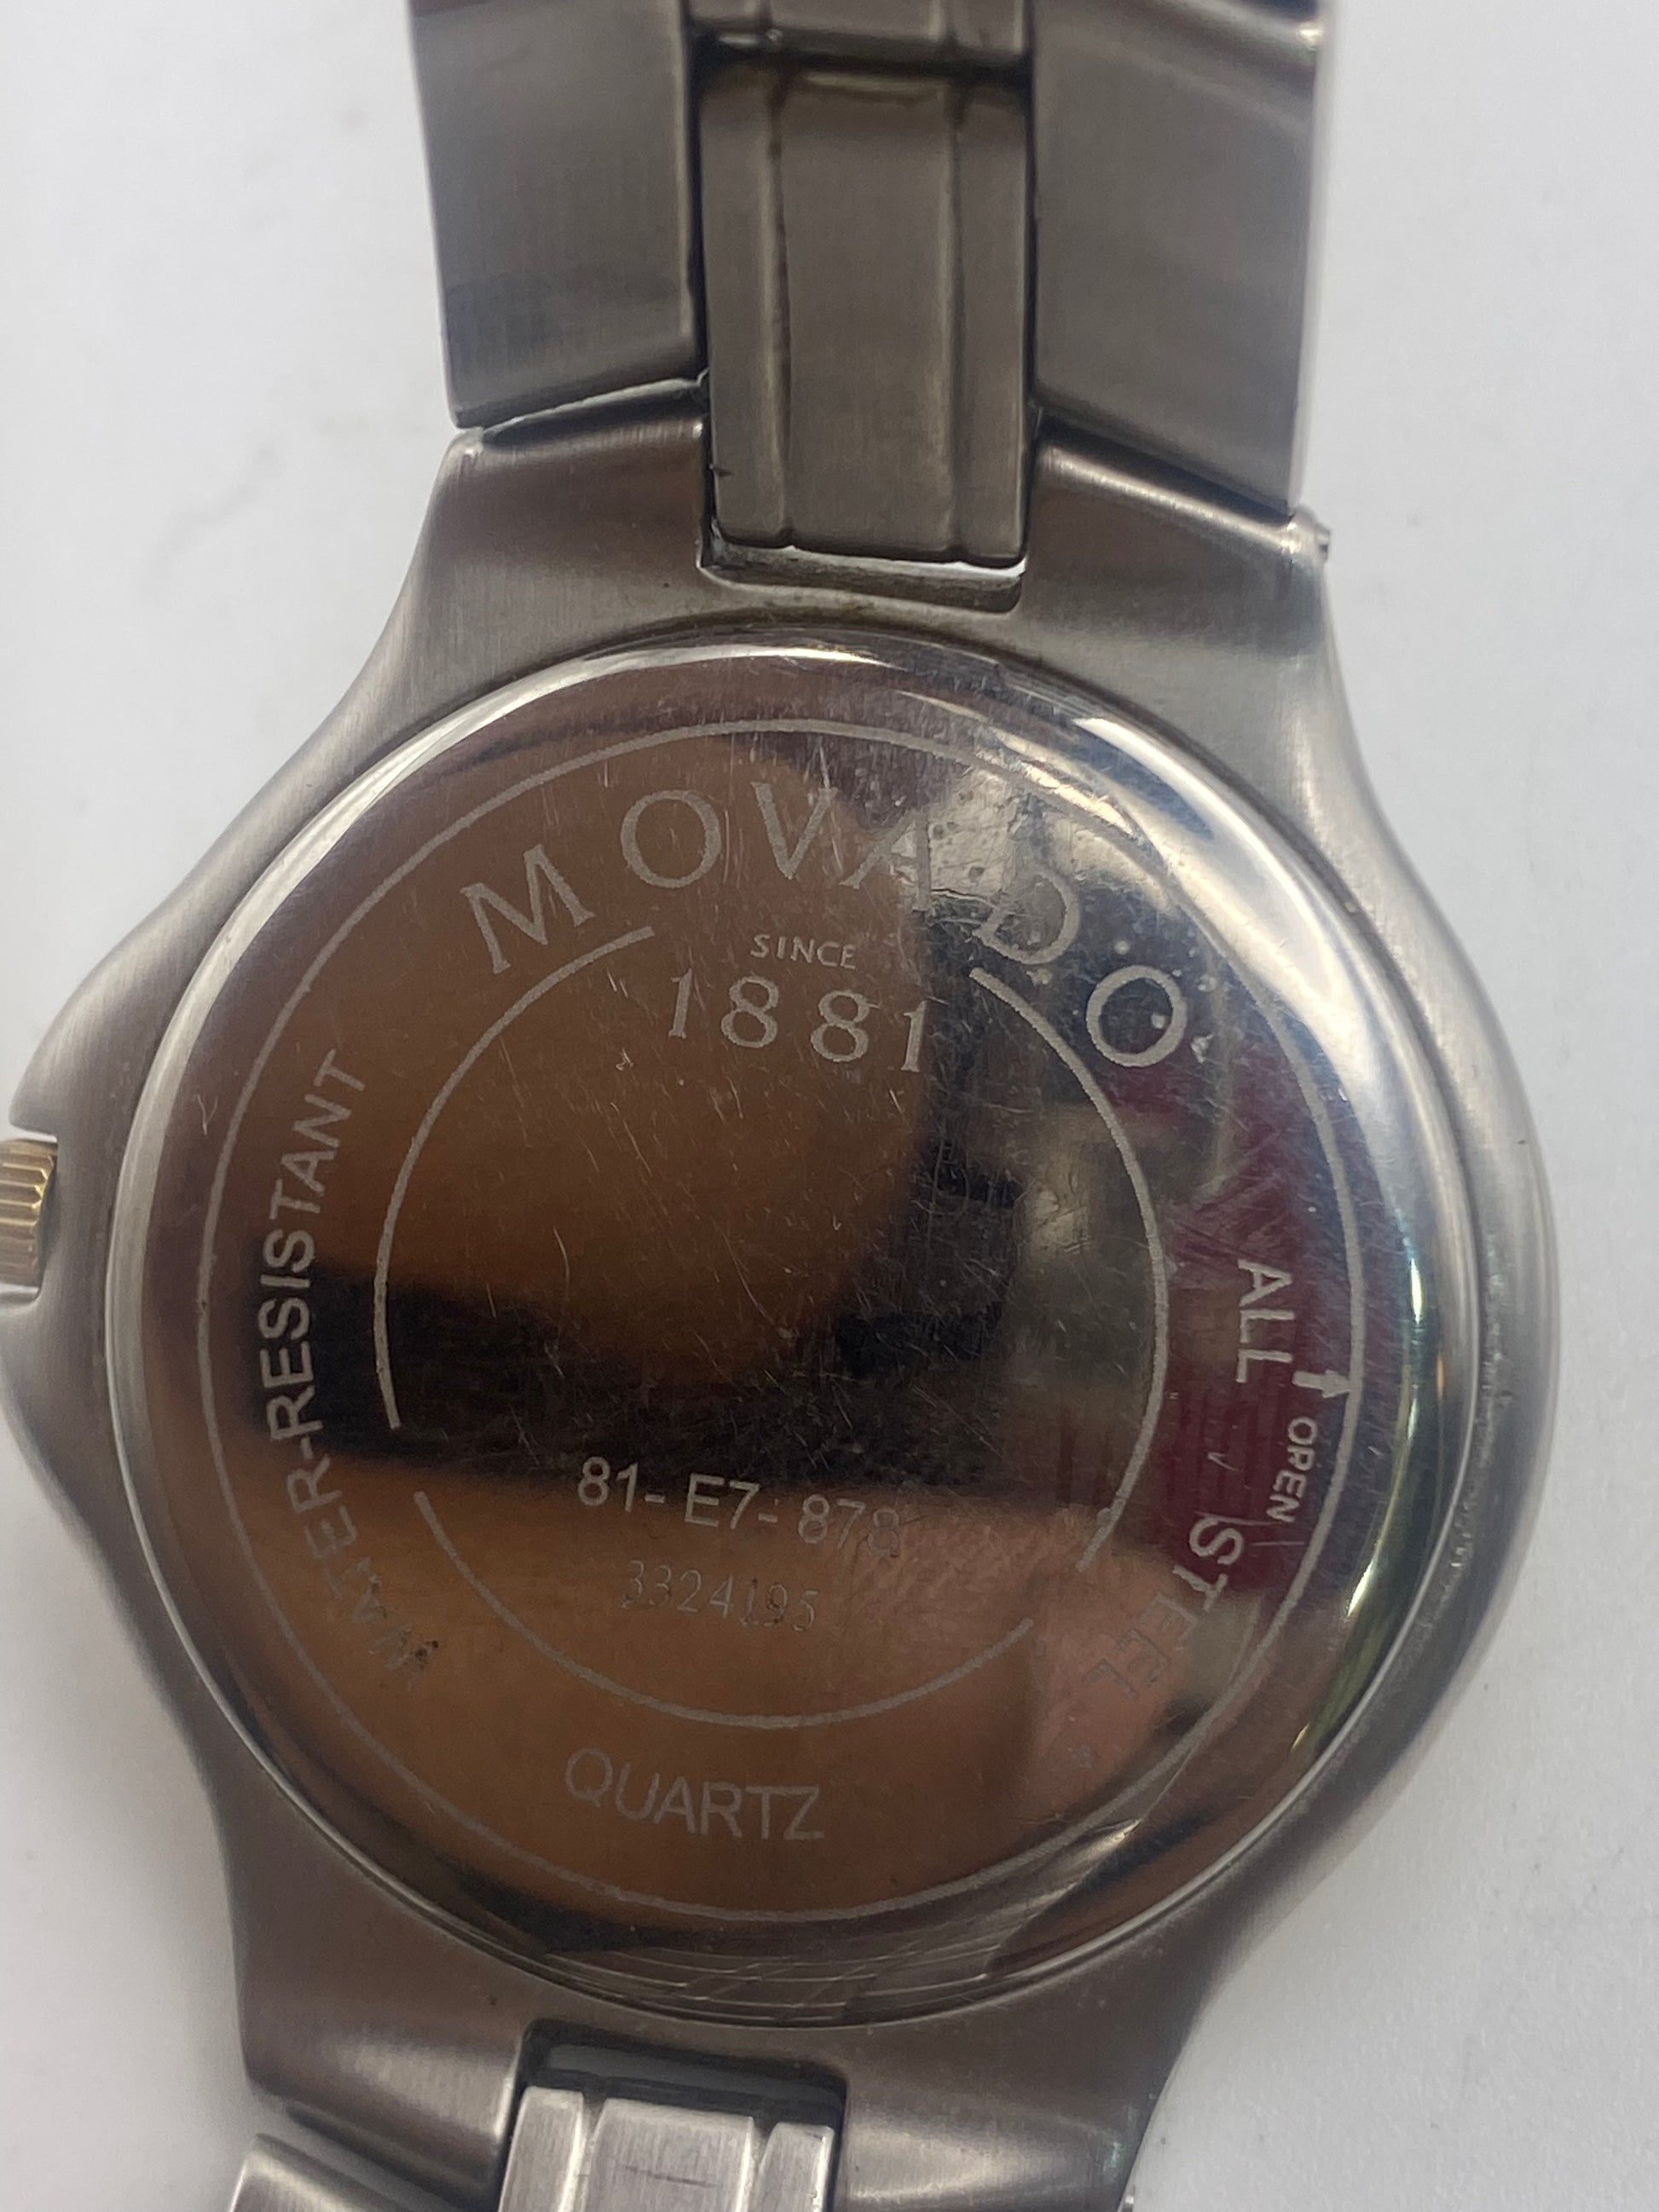 MOVADO
SINCE
1881
WATER-RESISTANT
ALL STEEL
OPEN
81-E7-878
3324195
QUARTZ